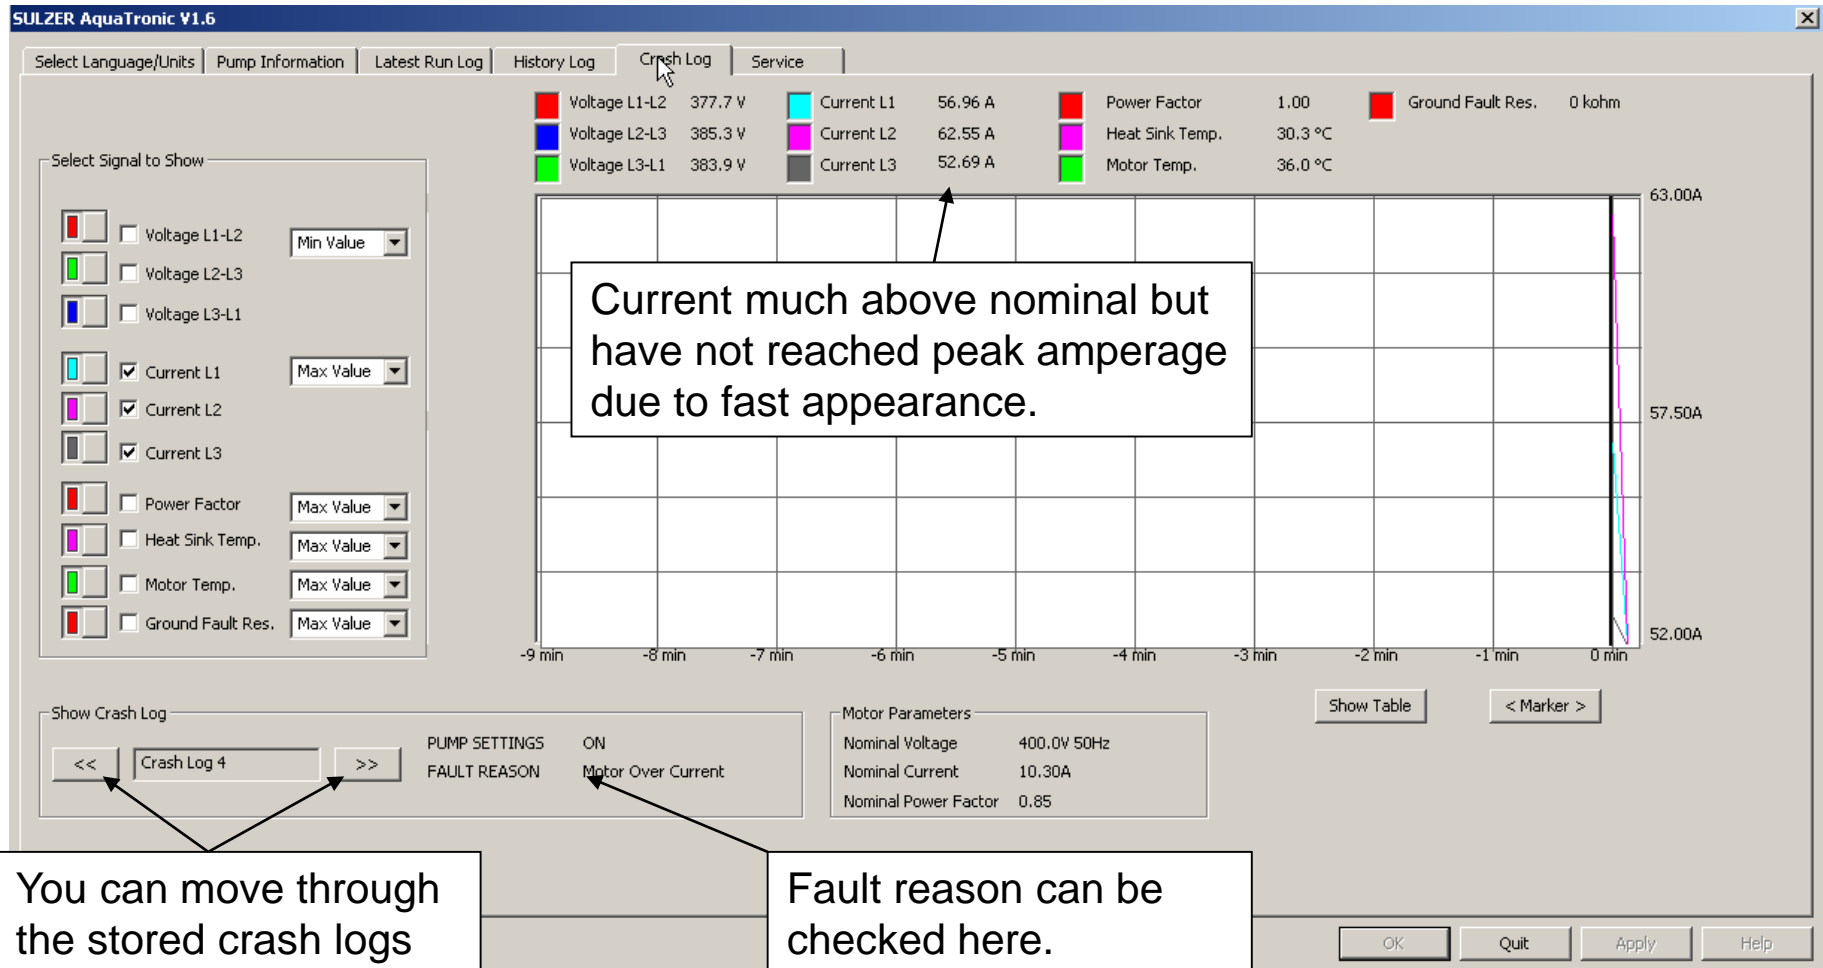 SULZER AquaTronic V1.6
Select Language/Units Pump Information Latest Run Log History Log Crash Log Service
Voltage L1-L2 377.7 V Current L1 56.96 A Power Factor 1.00 Ground Fault Res. 0 kohm
Voltage L2-L3 385.3 V Current L2 62.55 A Heat Sink Temp. 30.3 °C
Voltage L3-L1 383.9 V Current L3 52.69 A Motor Temp. 36.0 °C
Select Signal to Show
Voltage L1-L2 Min Value
Voltage L2-L3
Voltage L3-L1
Current L1 Max Value
Current L2
Current L3
Power Factor Max Value
Heat Sink Temp. Max Value
Motor Temp. Max Value
Ground Fault Res. Max Value
63.00A
57.50A
52.00A
Current much above nominal but
have not reached peak amperage
due to fast appearance.
-9 min -8 min -7 min -6 min -5 min -4 min -3 min -2 min -1 min 0 min
Show Table < Marker >
Show Crash Log
<< Crash Log 4 >>
PUMP SETTINGS ON
FAULT REASON Motor Over Current
Motor Parameters
Nominal Voltage 400.0V 50Hz
Nominal Current 10.30A
Nominal Power Factor 0.85
You can move through
the stored crash logs
Fault reason can be
checked here.
OK Quit Apply Help